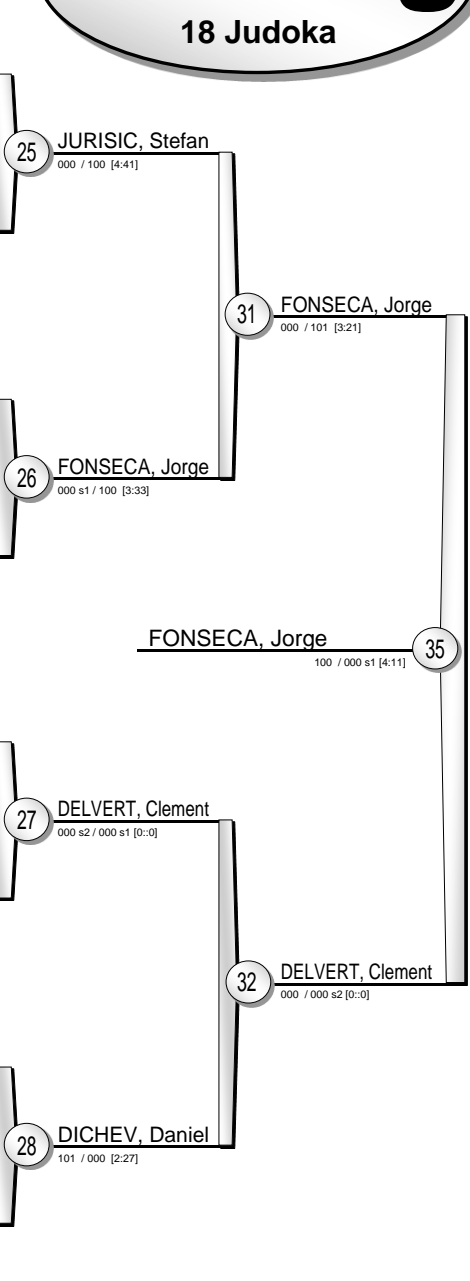 18 Judoka
25
JURISIC, Stefan
000 / 100 [4:41]
31
FONSECA, Jorge
000 / 101 [3:21]
26
FONSECA, Jorge
000 s1 / 100 [3:33]
FONSECA, Jorge
35
100 / 000 s1 [4:11]
27
DELVERT, Clement
000 s2 / 000 s1 [0::0]
32
DELVERT, Clement
000 / 000 s2 [0::0]
28
DICHEV, Daniel
101 / 000 [2:27]